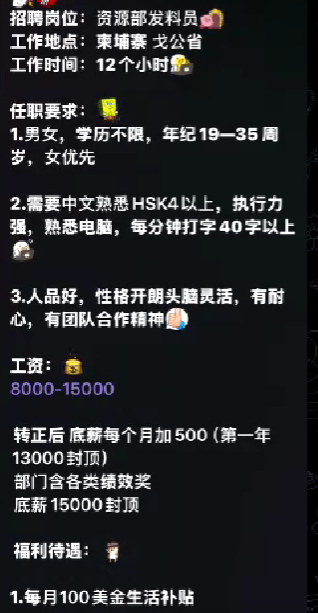 招聘岗位：资源部发料员
工作地点：柬埔寨 戈公省
工作时间：12个小时
任职要求：
1.男女，学历不限，年纪19—35 周
岁，女优先
2.需要中文熟悉HSK4以上，执行力
强，熟悉电脑，每分钟打字40字以上
3.人品好，性格开朗头脑灵活，有耐
心，有团队合作精神
工资：
8000-15000
转正后 底薪每个月加500（第一年
13000封顶）
部门含各类绩效奖
底薪15000封顶
福利待遇：
1.每月100美金生活补贴